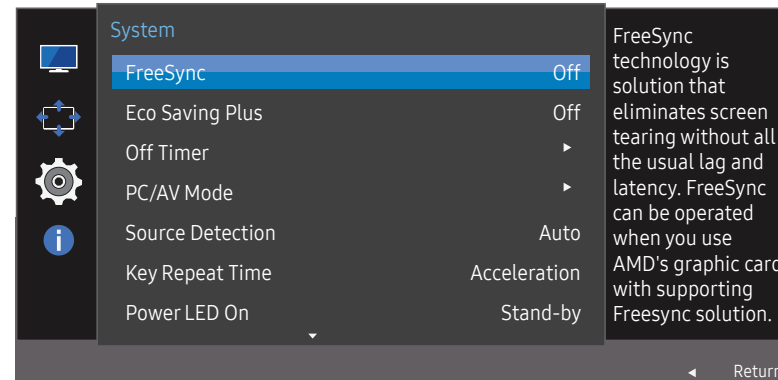 System
FreeSync Off
Eco Saving Plus Off
Off Timer
PC/AV Mode
Source Detection Auto
Key Repeat Time Acceleration
Power LED On Stand-by
FreeSync
technology is
solution that
eliminates screen
tearing without all
the usual lag and
latency. FreeSync
can be operated
when you use
AMD's graphic card
with supporting
Freesync solution.
Return